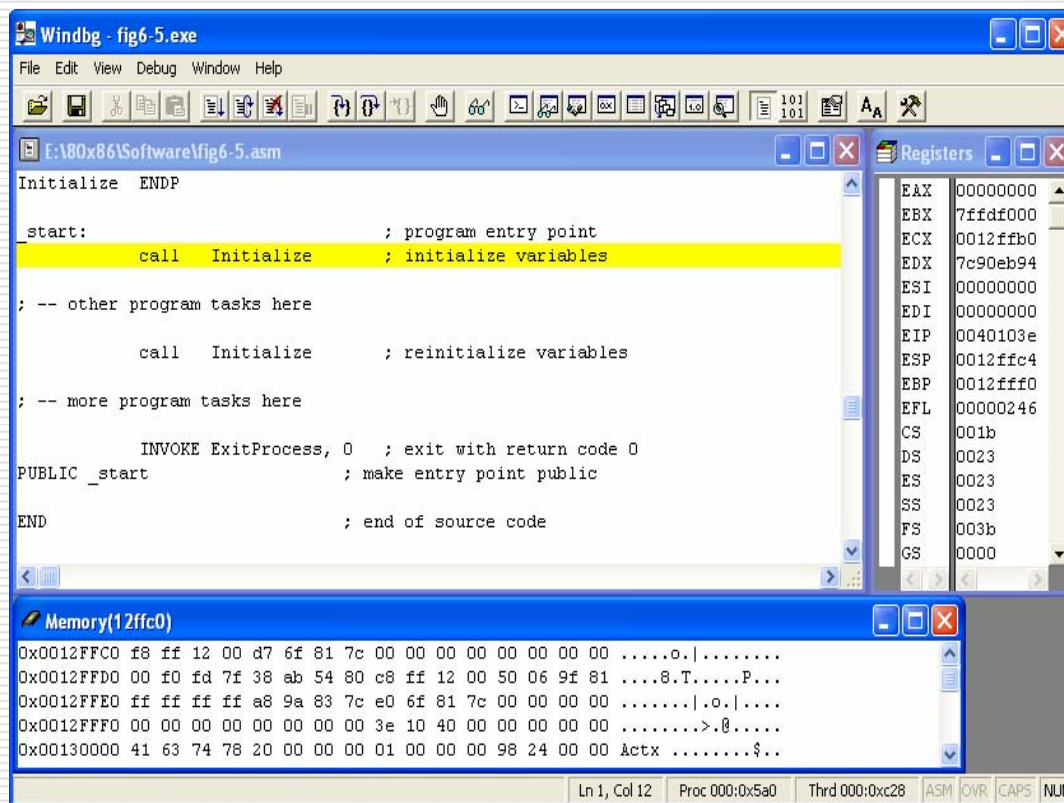 Windbg - fig6-5.exe
File Edit View Debug Window Help
E:\80x86\Software\fig6-5.asm
Initialize ENDP
_start: ; program entry point
call Initialize ; initialize variables
; -- other program tasks here
call Initialize ; reinitialize variables
; -- more program tasks here
INVOKE ExitProcess, 0 ; exit with return code 0
PUBLIC _start ; make entry point public
END ; end of source code
Registers
EAX 00000000
EBX 7ffdf000
ECX 0012ffb0
EDX 7c90eb94
ESI 00000000
EDI 00000000
EIP 0040103e
ESP 0012ffc4
EBP 0012fff0
EFL 00000246
CS 001b
DS 0023
ES 0023
SS 0023
FS 003b
GS 0000
Memory(12ffc0)
0x0012FFC0 f8 ff 12 00 d7 6f 81 7c 00 00 00 00 00 00 00 00 .....o.|........
0x0012FFD0 00 f0 fd 7f 38 ab 54 80 c8 ff 12 00 50 06 9f 81 ....8.T.....P...
0x0012FFE0 ff ff ff ff a8 9a 83 7c e0 6f 81 7c 00 00 00 00 .......|.o.|....
0x0012FFF0 00 00 00 00 00 00 00 00 3e 10 40 00 00 00 00 00 ........>.@.....
0x00130000 41 63 74 78 20 00 00 00 01 00 00 00 98 24 00 00 Actx ........$..
Ln 1, Col 12 Proc 000:0x5a0 Thrd 000:0xc28 ASM OVR CAPS NU